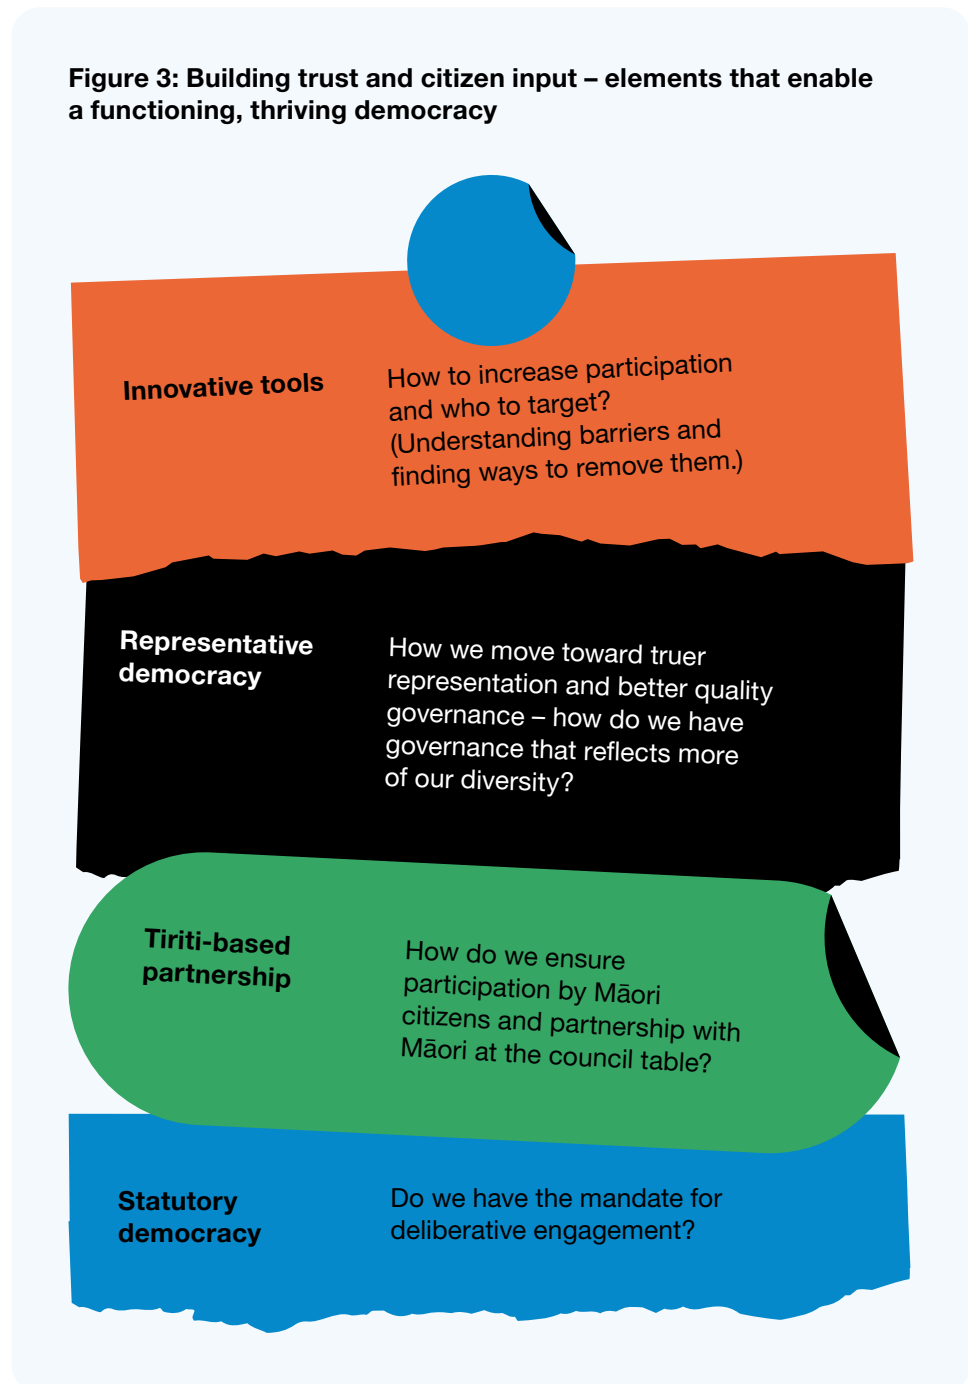 Figure 3: Building trust and citizen input – elements that enable
a functioning, thriving democracy
Innovative tools
How to increase participation
and who to target?
(Understanding barriers and
finding ways to remove them.)
Representative
democracy
How we move toward truer
representation and better quality
governance – how do we have
governance that reflects more
of our diversity?
Tiriti-based
partnership
How do we ensure
participation by Māori
citizens and partnership with
Māori at the council table?
Statutory
democracy
Do we have the mandate for
deliberative engagement?